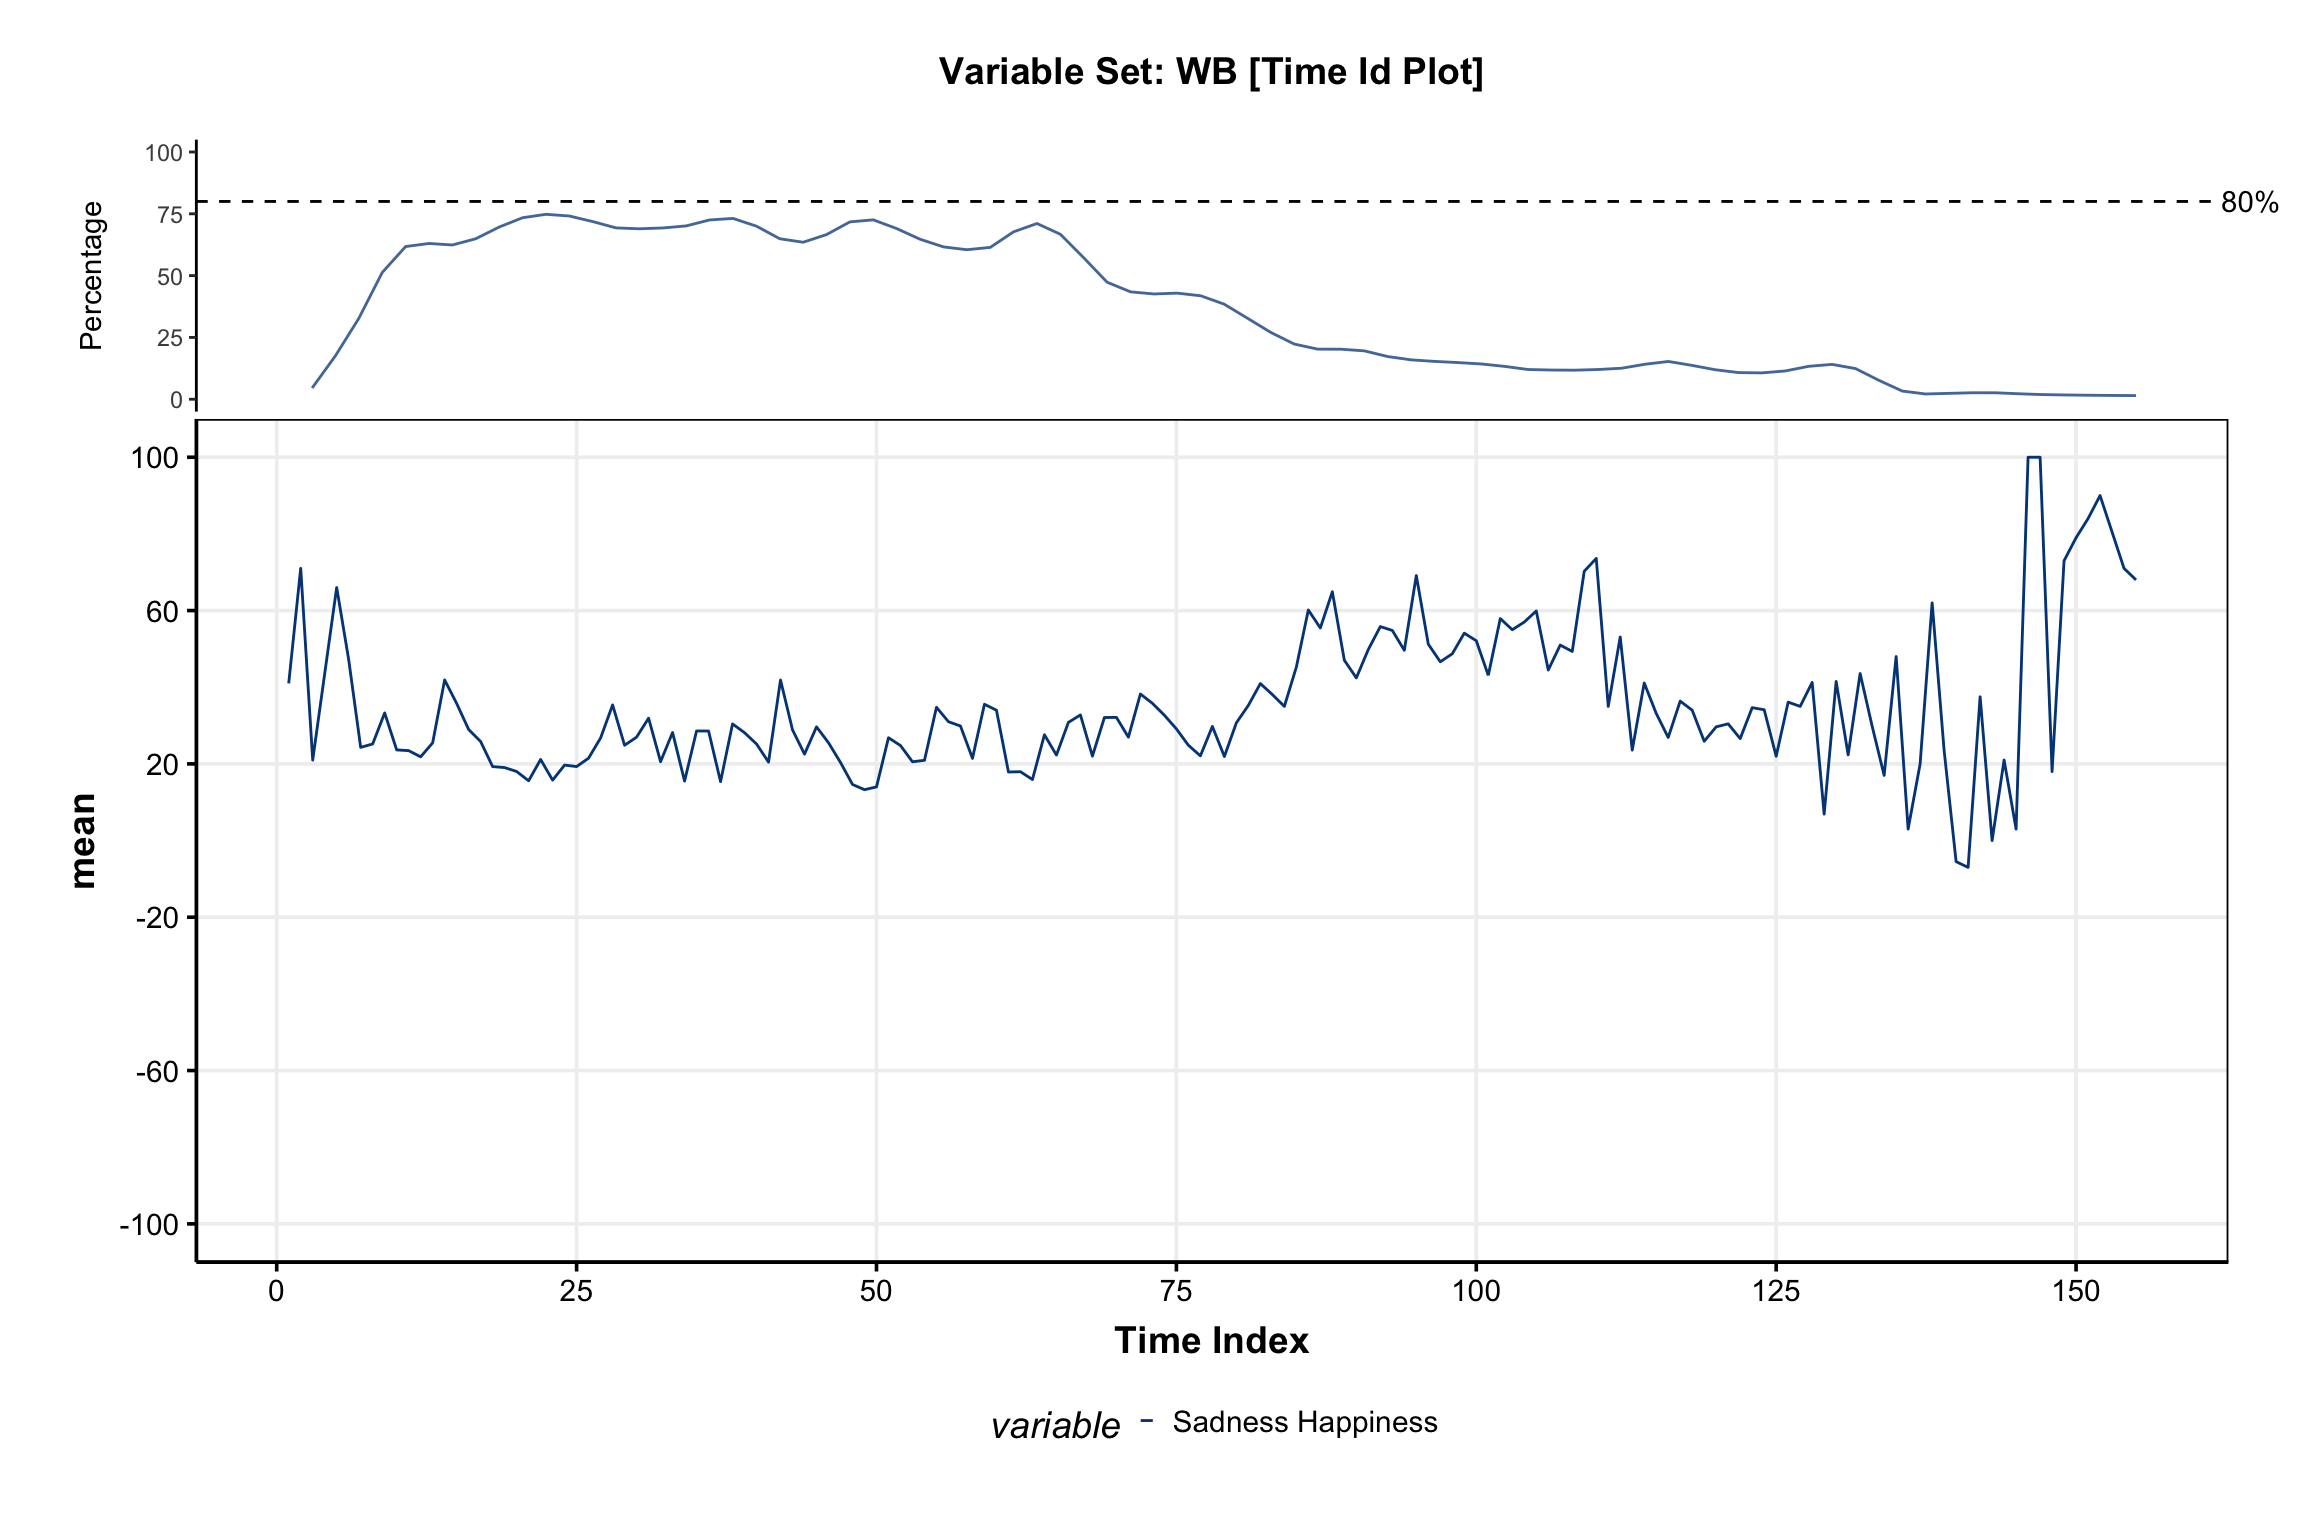 Variable Set: WB [Time Id Plot]
Percentage
100
75
50
25
0
80%
mean
100
60
20
-20
-60
-100
0 25 50 75 100 125 150
Time Index
variable Sadness Happiness